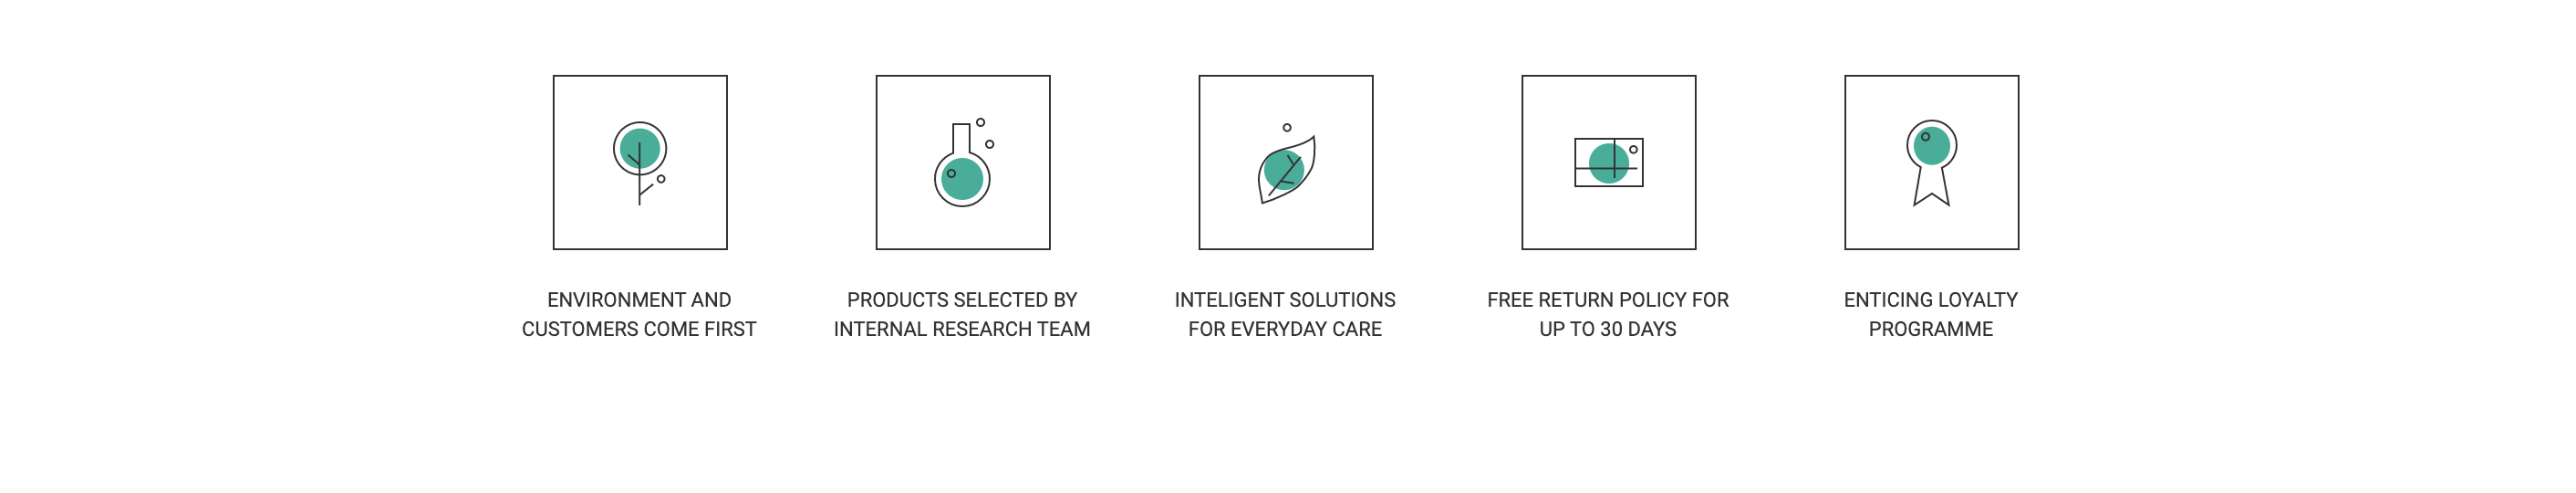 ENVIRONMENT AND
CUSTOMERS COME FIRST
PRODUCTS SELECTED BY
INTERNAL RESEARCH TEAM
INTELIGENT SOLUTIONS
FOR EVERYDAY CARE
FREE RETURN POLICY FOR
UP TO 30 DAYS
ENTICING LOYALTY
PROGRAMME